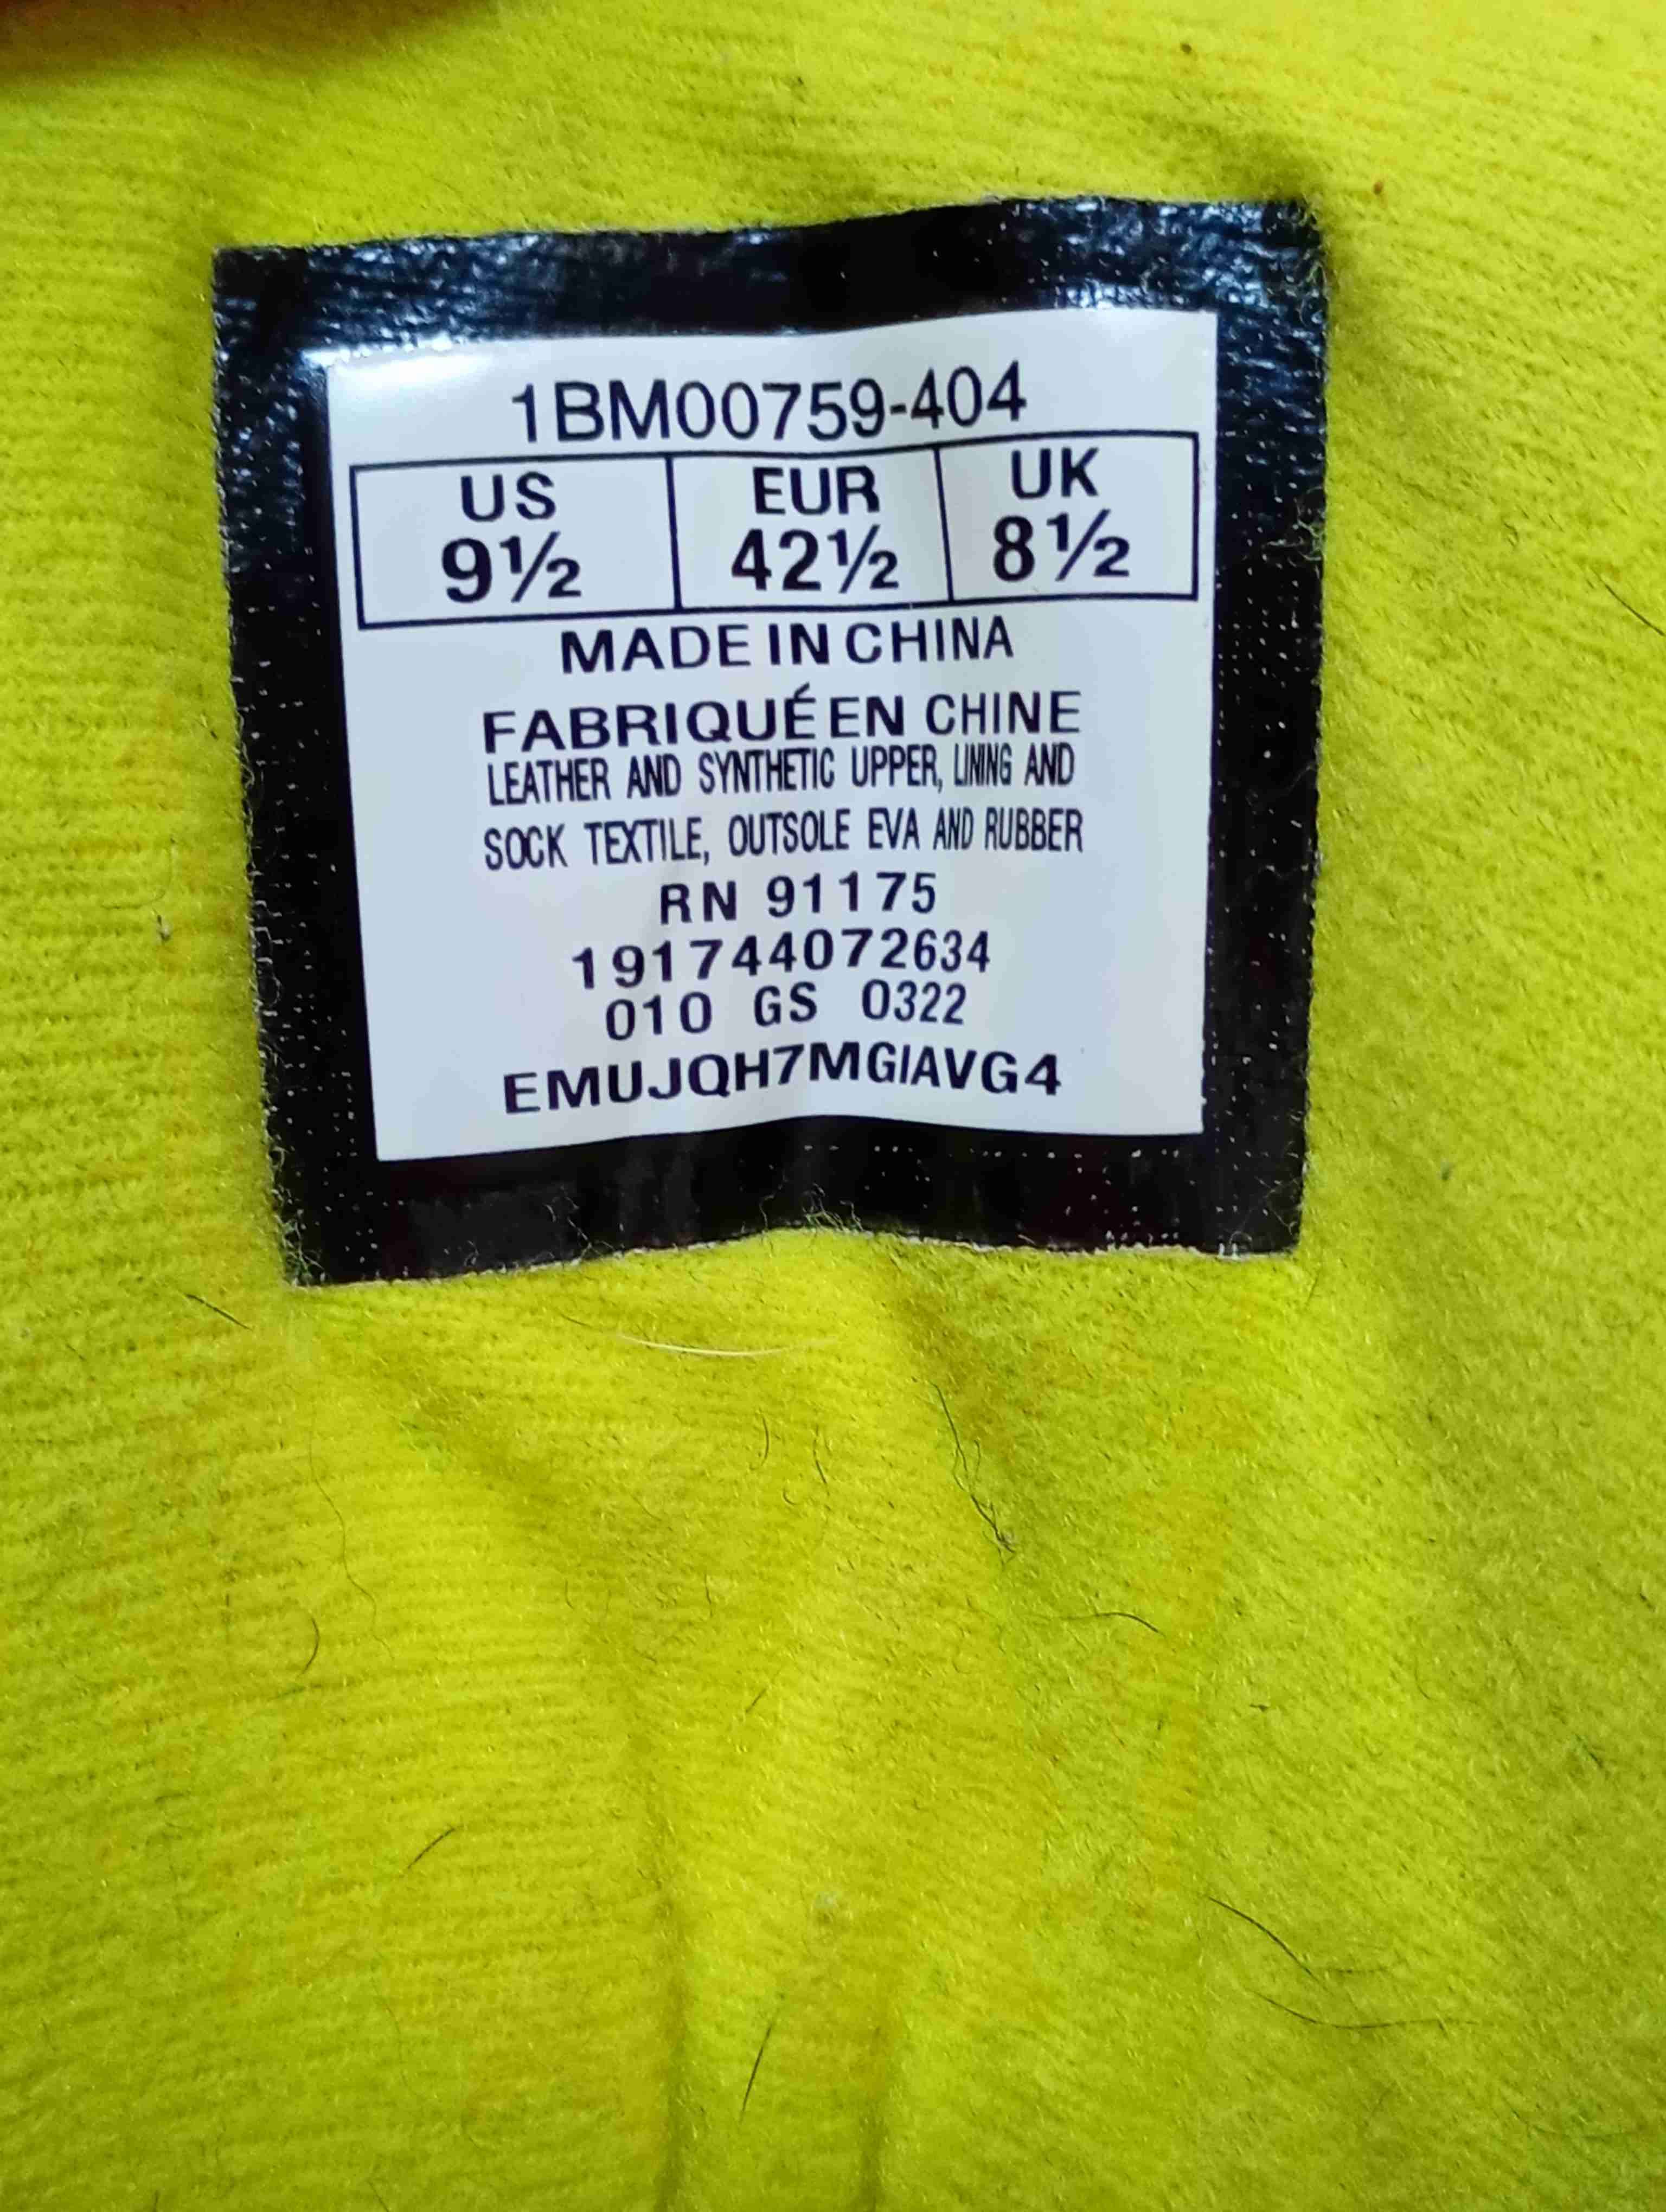 1BM00759-404
US EUR UK
9½ 42½ 8½
MADE IN CHINA
FABRIQUÉ EN CHINE
LEATHER AND SYNTHETIC UPPER, LINING AND
SOCK TEXTILE, OUTSOLE EVA AND RUBBER
RN 91175
191744072634
010 GS 0322
EMUJQH7MGIAVG4